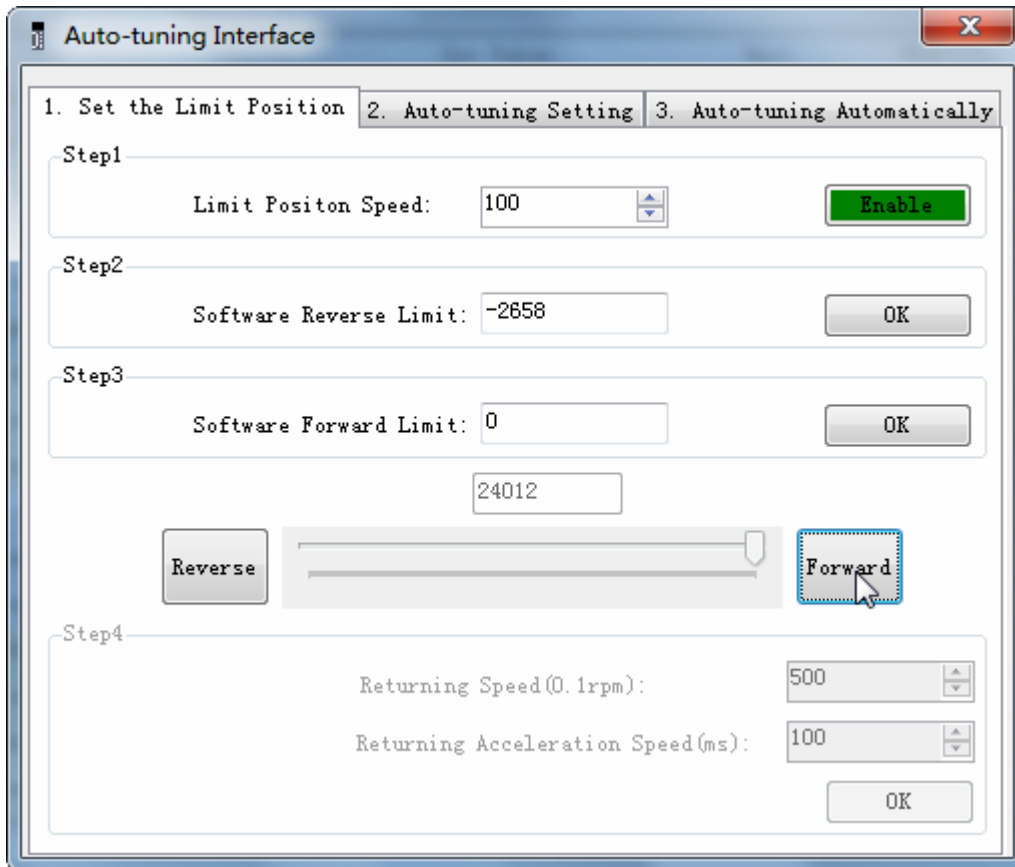 Auto-tuning Interface
1. Set the Limit Position
2. Auto-tuning Setting
3. Auto-tuning Automatically
Step1
Limit Positon Speed: 100 Enable
Step2
Software Reverse Limit: -2658 OK
Step3
Software Forward Limit: 0 OK
24012
Reverse Forward
Step4
Returning Speed(0.1rpm): 500
Returning Acceleration Speed(ms): 100
OK